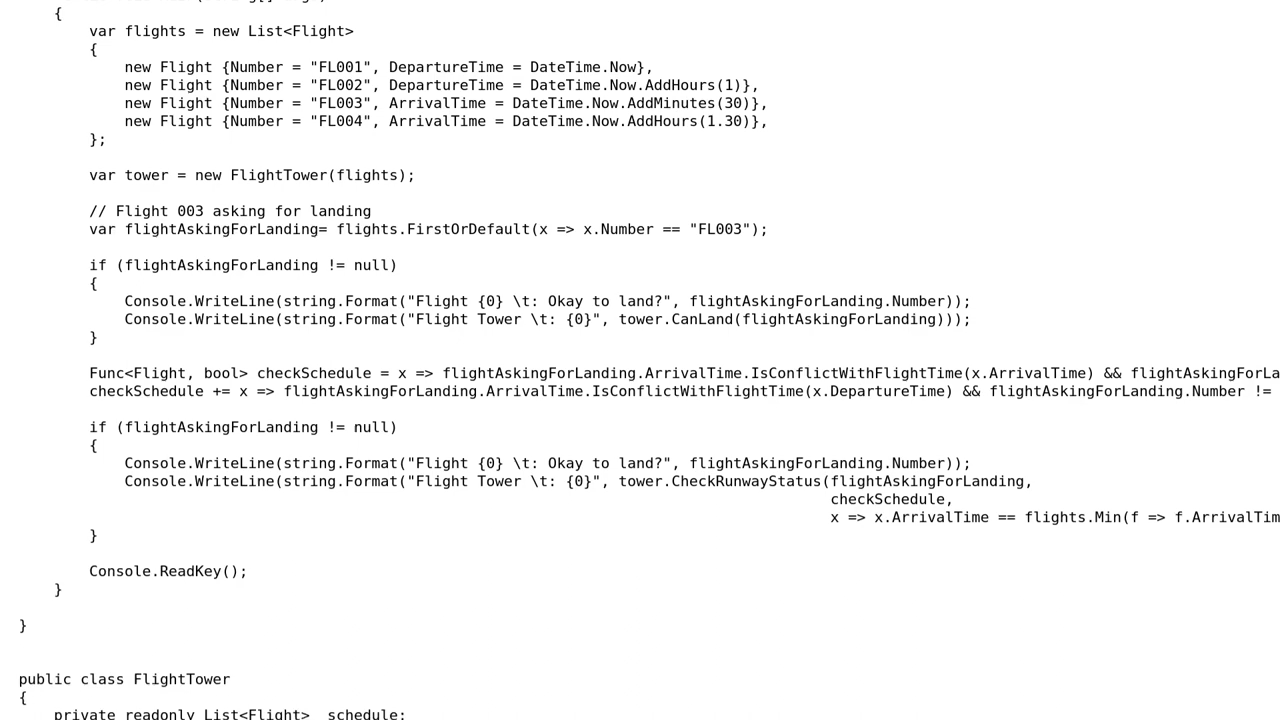 {
var flights = new List<Flight>
{
new Flight {Number = "FL001", DepartureTime = DateTime.Now},
new Flight {Number = "FL002", DepartureTime = DateTime.Now.AddHours(1)},
new Flight {Number = "FL003", ArrivalTime = DateTime.Now.AddMinutes(30)},
new Flight {Number = "FL004", ArrivalTime = DateTime.Now.AddHours(1.30)},
};
var tower = new FlightTower(flights);
// Flight 003 asking for landing
var flightAskingForLanding= flights.FirstOrDefault(x => x.Number == "FL003");
if (flightAskingForLanding != null)
{
Console.WriteLine(string.Format("Flight {0} \t: Okay to land?", flightAskingForLanding.Number));
Console.WriteLine(string.Format("Flight Tower \t: {0}", tower.CanLand(flightAskingForLanding)));
}
Func<Flight, bool> checkSchedule = x => flightAskingForLanding.ArrivalTime.IsConflictWithFlightTime(x.ArrivalTime) && flightAskingForLa
checkSchedule += x => flightAskingForLanding.ArrivalTime.IsConflictWithFlightTime(x.DepartureTime) && flightAskingForLanding.Number !=
if (flightAskingForLanding != null)
{
Console.WriteLine(string.Format("Flight {0} \t: Okay to land?", flightAskingForLanding.Number));
Console.WriteLine(string.Format("Flight Tower \t: {0}", tower.CheckRunwayStatus(flightAskingForLanding,
checkSchedule,
x => x.ArrivalTime == flights.Min(f => f.ArrivalTim
}
Console.ReadKey();
}
}
public class FlightTower
{
private readonly List<Flight> _schedule;